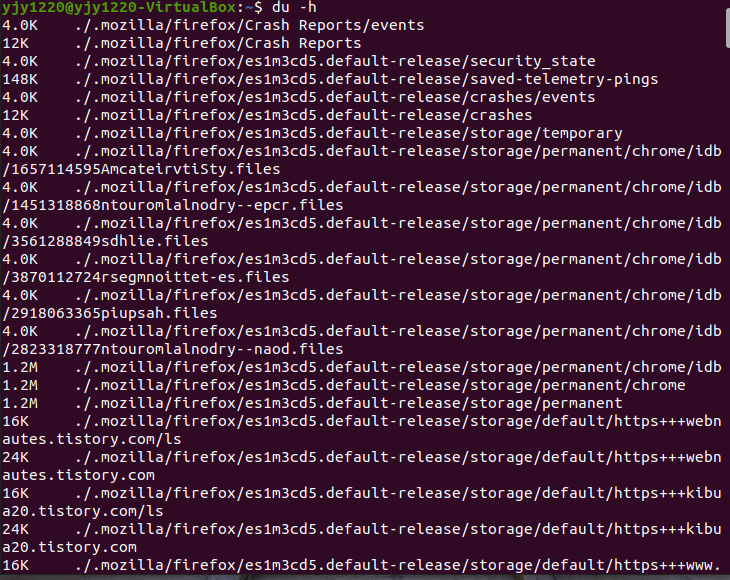 yjy1220@yjy1220-VirtualBox:~$ du -h
4.0K    ./.mozilla/firefox/Crash Reports/events
12K     ./.mozilla/firefox/Crash Reports
4.0K    ./.mozilla/firefox/es1m3cd5.default-release/security_state
148K    ./.mozilla/firefox/es1m3cd5.default-release/saved-telemetry-pings
4.0K    ./.mozilla/firefox/es1m3cd5.default-release/crashes/events
12K     ./.mozilla/firefox/es1m3cd5.default-release/crashes
4.0K    ./.mozilla/firefox/es1m3cd5.default-release/storage/temporary
4.0K    ./.mozilla/firefox/es1m3cd5.default-release/storage/permanent/chrome/idb
/1657114595AmcateirvtiSty.files
4.0K    ./.mozilla/firefox/es1m3cd5.default-release/storage/permanent/chrome/idb
/1451318868ntouromlalnodry--epcr.files
4.0K    ./.mozilla/firefox/es1m3cd5.default-release/storage/permanent/chrome/idb
/3561288849sdhlie.files
4.0K    ./.mozilla/firefox/es1m3cd5.default-release/storage/permanent/chrome/idb
/3870112724rsegmnoittet-es.files
4.0K    ./.mozilla/firefox/es1m3cd5.default-release/storage/permanent/chrome/idb
/2918063365piupsah.files
4.0K    ./.mozilla/firefox/es1m3cd5.default-release/storage/permanent/chrome/idb
/2823318777ntouromlalnodry--naod.files
1.2M    ./.mozilla/firefox/es1m3cd5.default-release/storage/permanent/chrome/idb
1.2M    ./.mozilla/firefox/es1m3cd5.default-release/storage/permanent/chrome
1.2M    ./.mozilla/firefox/es1m3cd5.default-release/storage/permanent
16K     ./.mozilla/firefox/es1m3cd5.default-release/storage/default/https+++webn
autes.tistory.com/ls
24K     ./.mozilla/firefox/es1m3cd5.default-release/storage/default/https+++webn
autes.tistory.com
16K     ./.mozilla/firefox/es1m3cd5.default-release/storage/default/https+++kibu
a20.tistory.com/ls
24K     ./.mozilla/firefox/es1m3cd5.default-release/storage/default/https+++kibu
a20.tistory.com
16K     ./.mozilla/firefox/es1m3cd5.default-release/storage/default/https+++www.